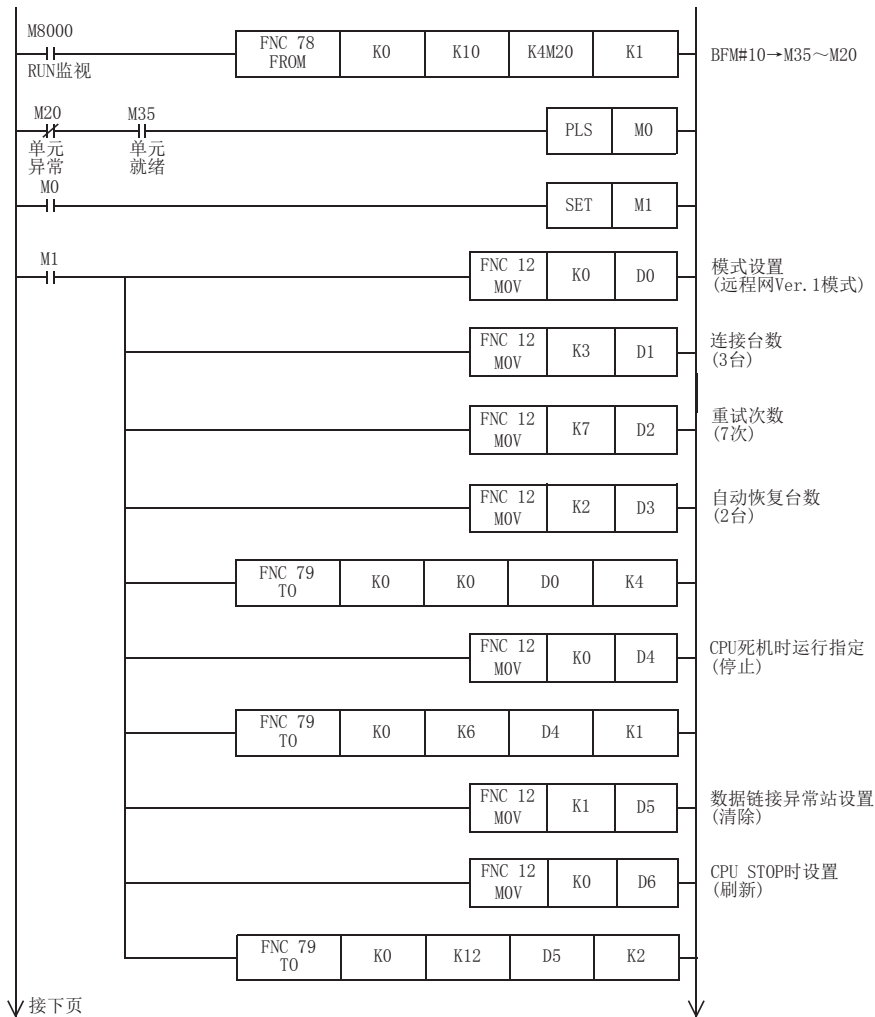 M8000
RUN监视
FNC 78
FROM
K0
K10
K4M20
K1
BFM#10→M35～M20
M20
单元
异常
M35
单元
就绪
PLS
M0
M0
SET
M1
M1
FNC 12
MOV
K0
D0
模式设置
(远程网Ver.1模式)
FNC 12
MOV
K3
D1
连接台数
(3台)
FNC 12
MOV
K7
D2
重试次数
(7次)
FNC 12
MOV
K2
D3
自动恢复台数
(2台)
FNC 79
TO
K0
K0
D0
K4
FNC 12
MOV
K0
D4
CPU死机时运行指定
(停止)
FNC 79
TO
K0
K6
D4
K1
FNC 12
MOV
K1
D5
数据链接异常站设置
(清除)
FNC 12
MOV
K0
D6
CPU STOP时设置
(刷新)
FNC 79
TO
K0
K12
D5
K2
接下页